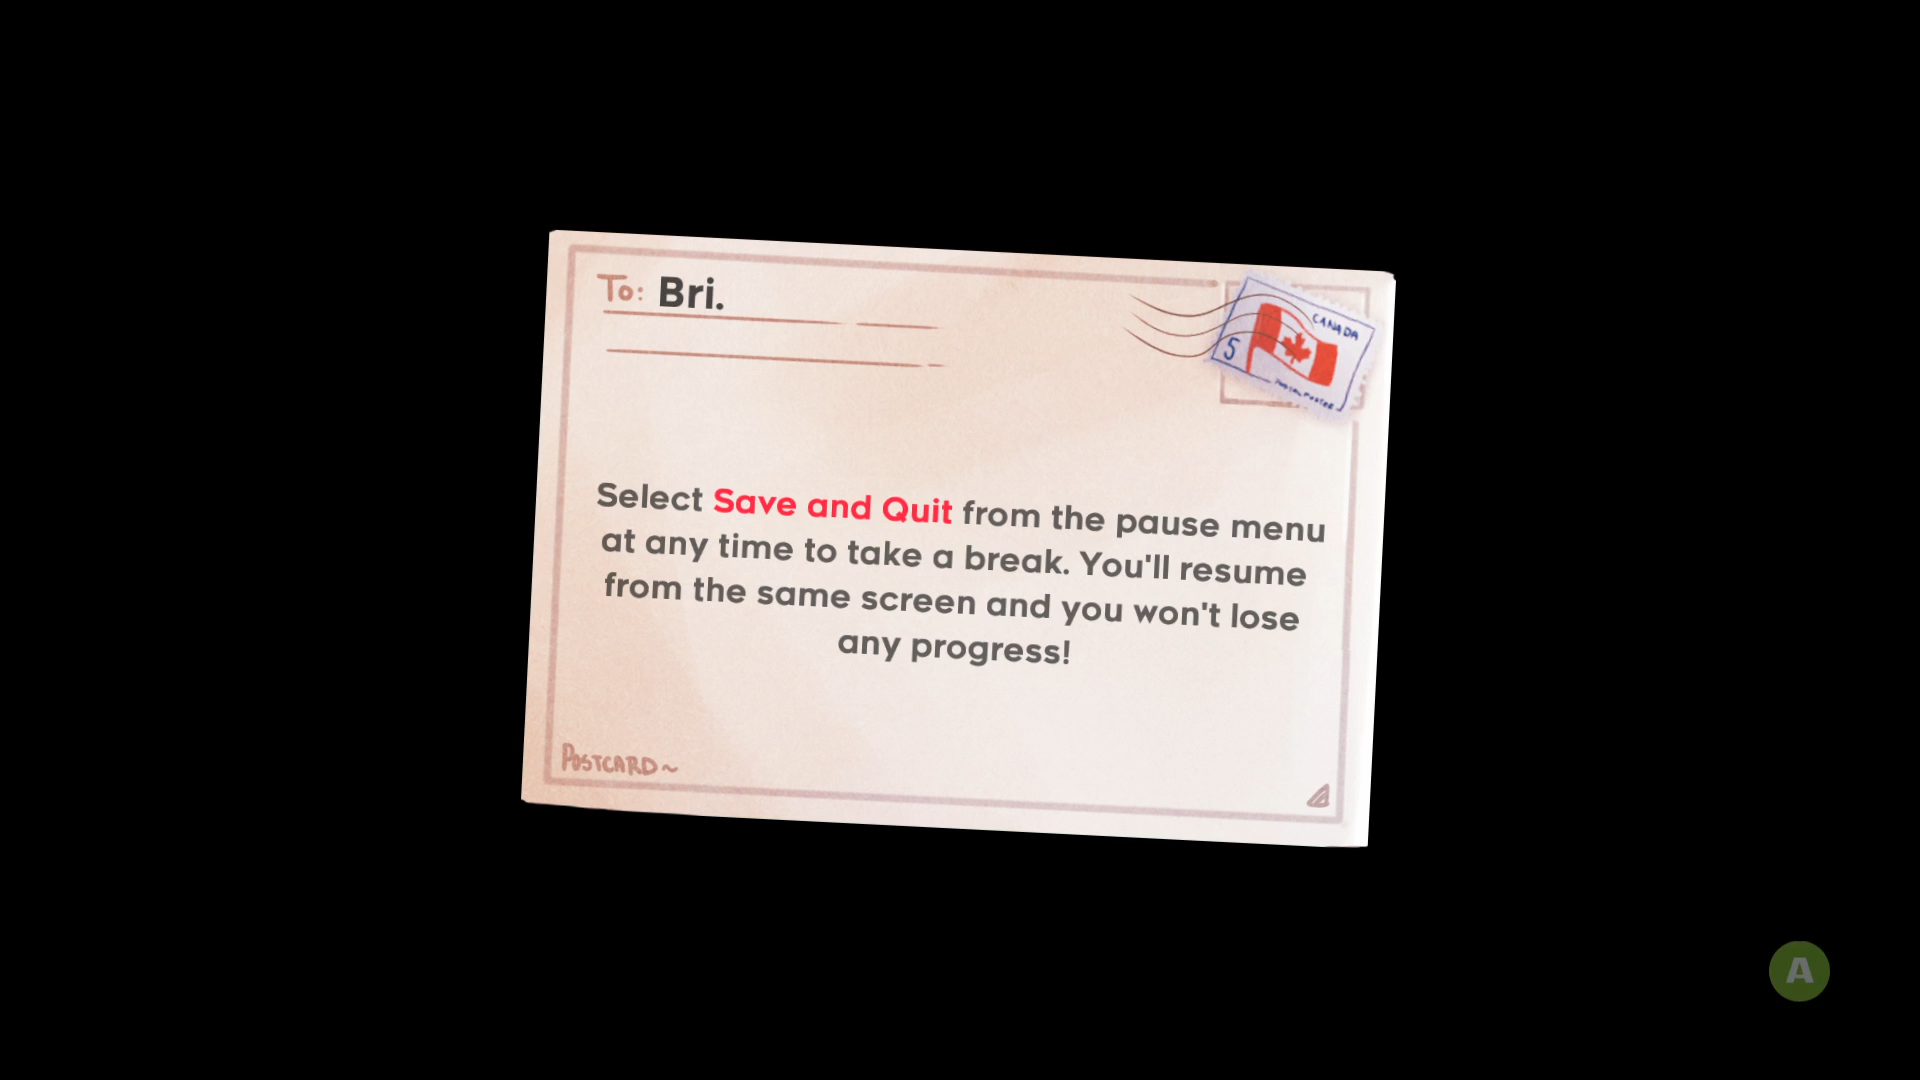 To: Bri.
CANADA
5
Select Save and Quit from the pause menu
at any time to take a break. You'll resume
from the same screen and you won't lose
any progress!
POSTCARD~
A